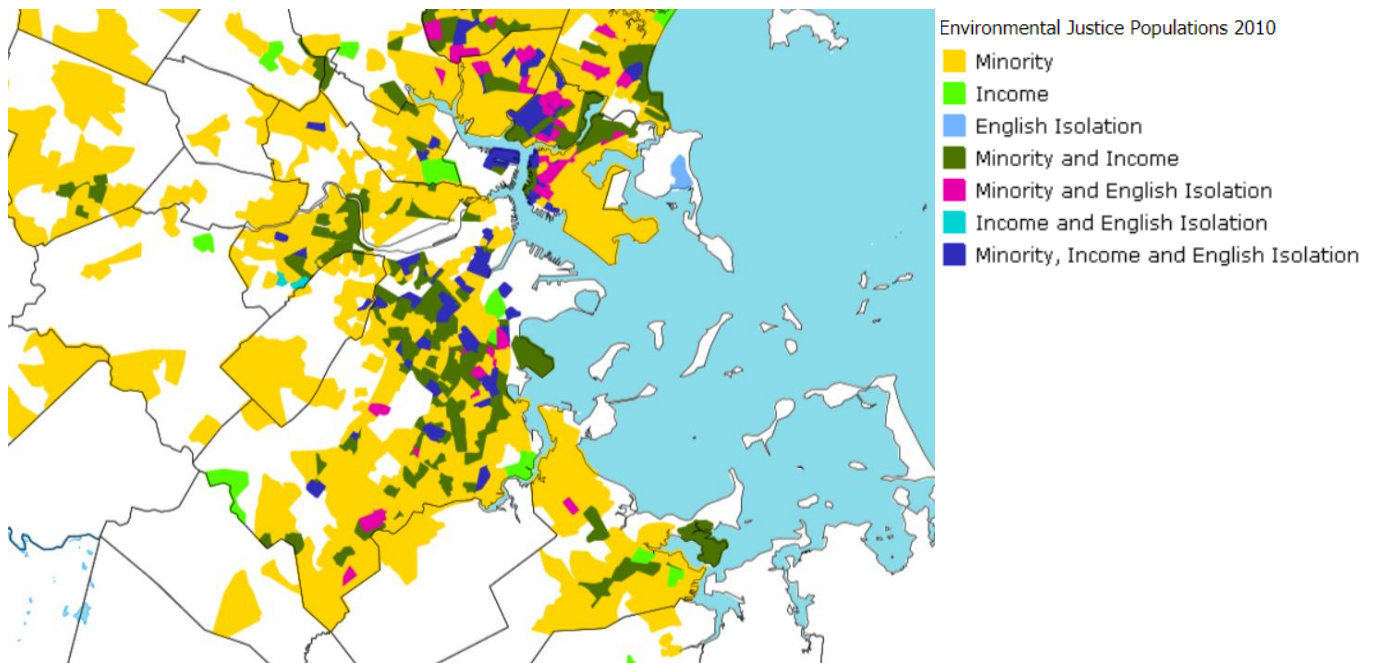 Environmental Justice Populations 2010
Minority
Income
English Isolation
Minority and Income
Minority and English Isolation
Income and English Isolation
Minority, Income and English Isolation